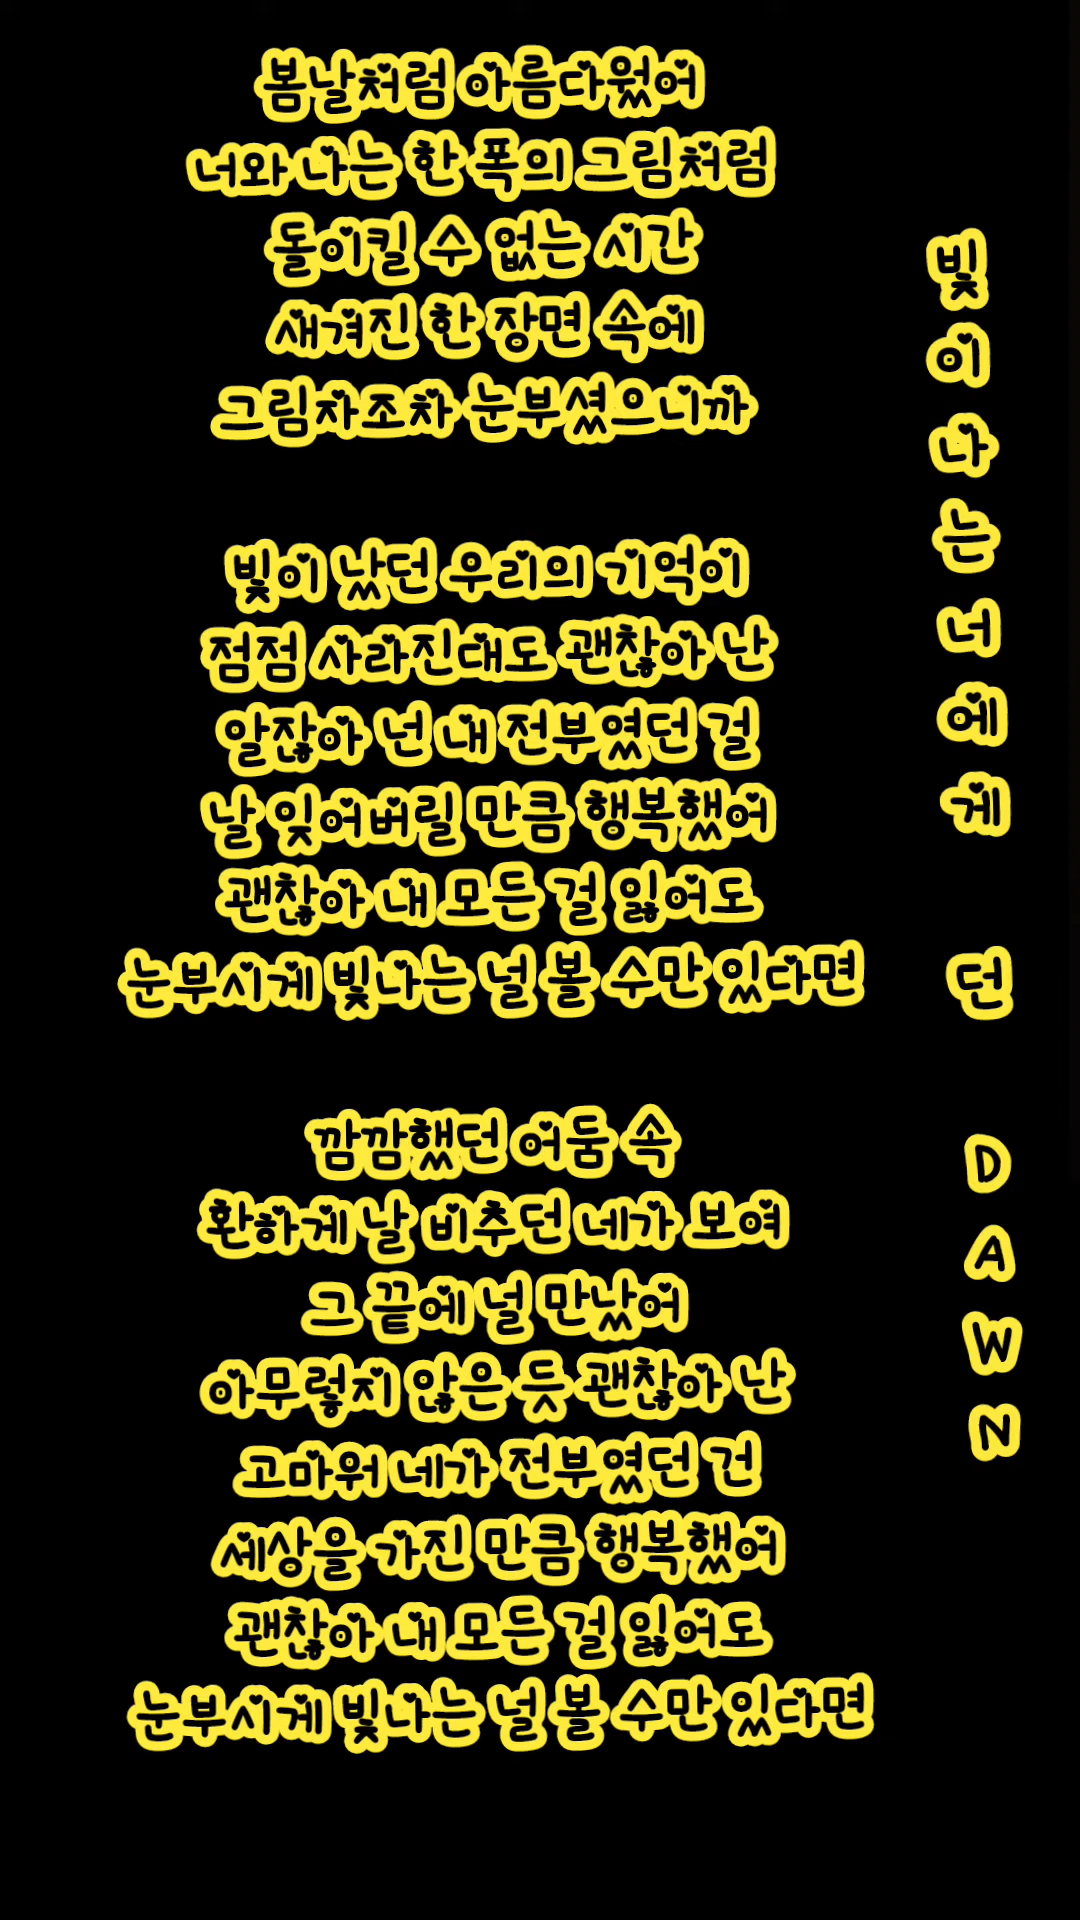 봄날처럼 아름다웠어
너와 나는 한 폭의 그림처럼
돌이킬 수 없는 시간
새겨진 한 장면 속에
그림자조차 눈부셨으니까
빛이 났던 우리의 기억이
점점 사라진대도 괜찮아 난
알잖아 넌 내 전부였던 걸
날 잊어버릴 만큼 행복했어
괜찮아 내 모든 걸 잃어도
눈부시게 빛나는 널 볼 수만 있다면
깜깜했던 어둠 속
환하게 날 비추던 네가 보여
그 끝에 널 만났어
아무렇지 않은 듯 괜찮아 난
고마워 네가 전부였던 건
세상을 가진 만큼 행복했어
괜찮아 내 모든 걸 잃어도
눈부시게 빛나는 널 볼 수만 있다면
빛이나는너에게 던 DAWN